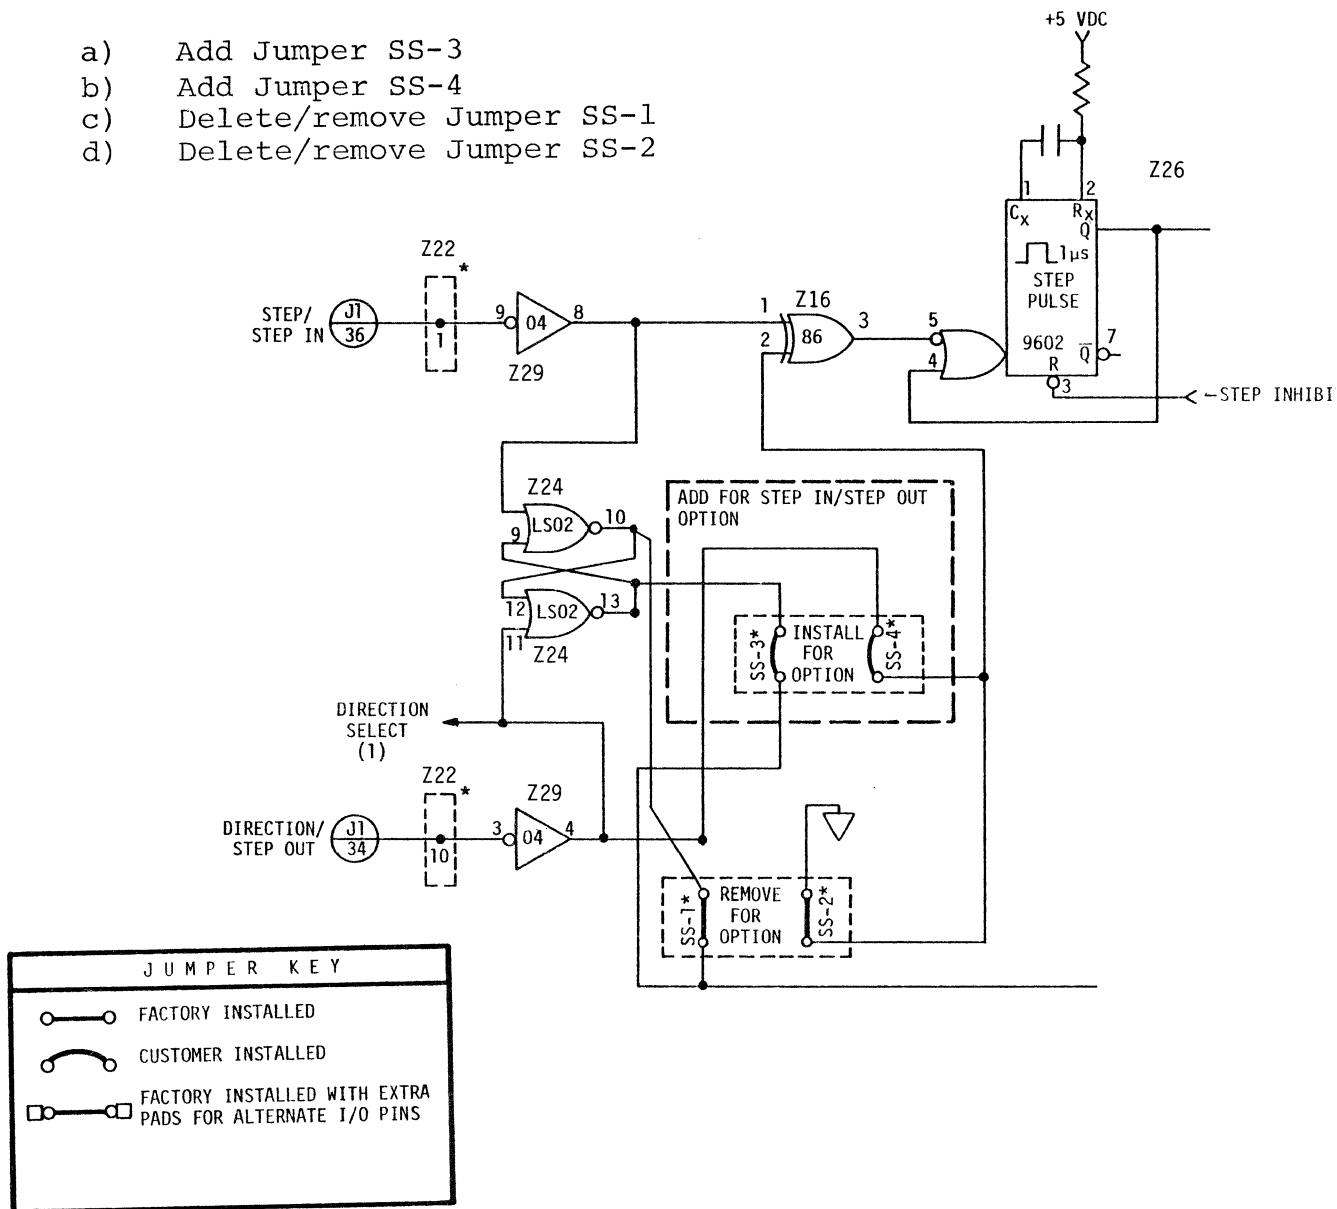 a) Add Jumper SS-3
b) Add Jumper SS-4
c) Delete/remove Jumper SS-1
d) Delete/remove Jumper SS-2
+5 VDC
Z26
1
2
Cx
Rx
Q
1µs
STEP
PULSE
9602
Q̅
7
R
3
-STEP INHIBI
Z22
*
STEP/
STEP IN
J1
36
1
9
04
8
Z29
1
2
Z16
86
3
5
4
Z24
LS02
10
9
12
LS02
13
11
Z24
ADD FOR STEP IN/STEP OUT
OPTION
SS-3*
INSTALL
FOR
OPTION
SS-4*
DIRECTION
SELECT
(1)
Z22
*
DIRECTION/
STEP OUT
J1
34
10
3
Z29
04
4
SS-1*
REMOVE
FOR
OPTION
SS-2*
JUMPER KEY
FACTORY INSTALLED
CUSTOMER INSTALLED
FACTORY INSTALLED WITH EXTRA
PADS FOR ALTERNATE I/O PINS